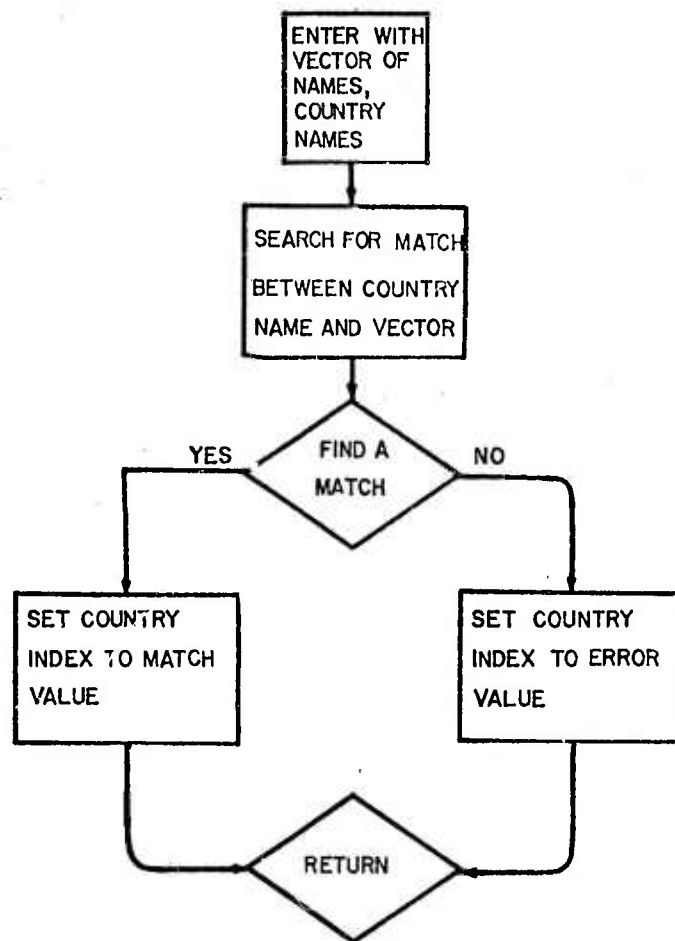 ENTER WITH
VECTOR OF
NAMES,
COUNTRY
NAMES
SEARCH FOR MATCH
BETWEEN COUNTRY
NAME AND VECTOR
FIND A
MATCH
YES
NO
SET COUNTRY
INDEX TO MATCH
VALUE
SET COUNTRY
INDEX TO ERROR
VALUE
RETURN